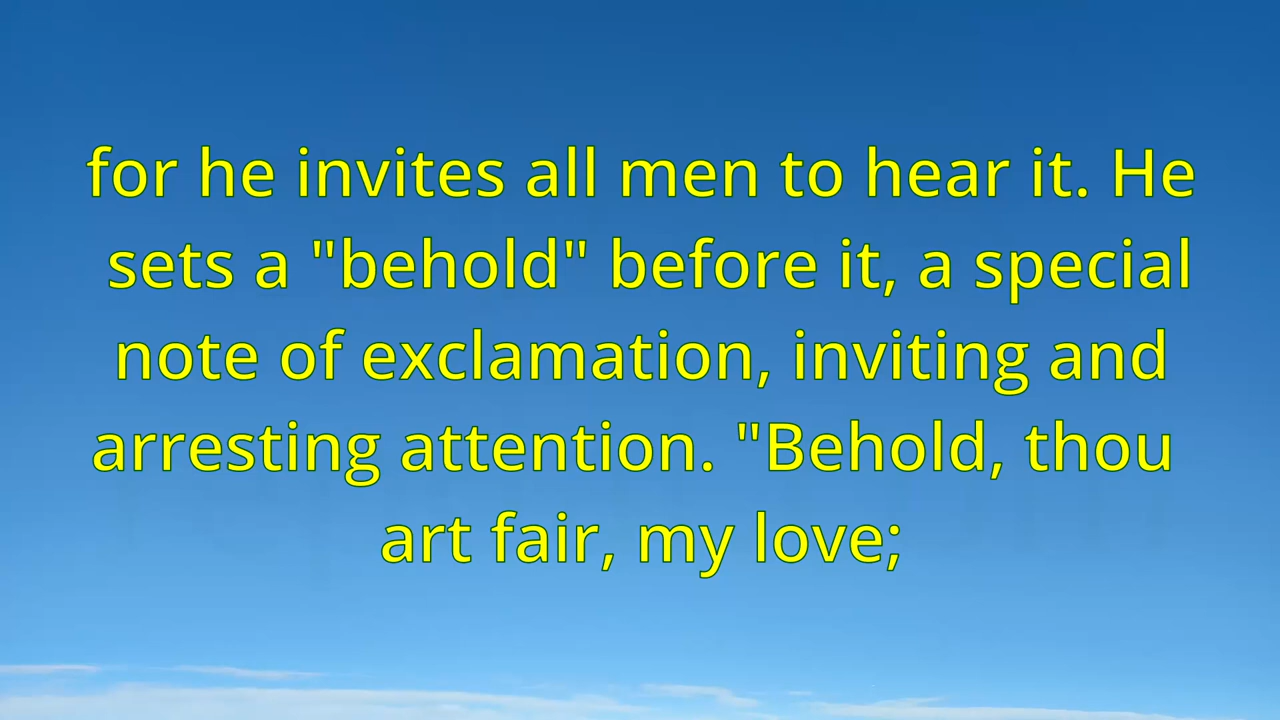 for he invites all men to hear it. He
sets a "behold" before it, a special
note of exclamation, inviting and
arresting attention. "Behold, thou
art fair, my love;